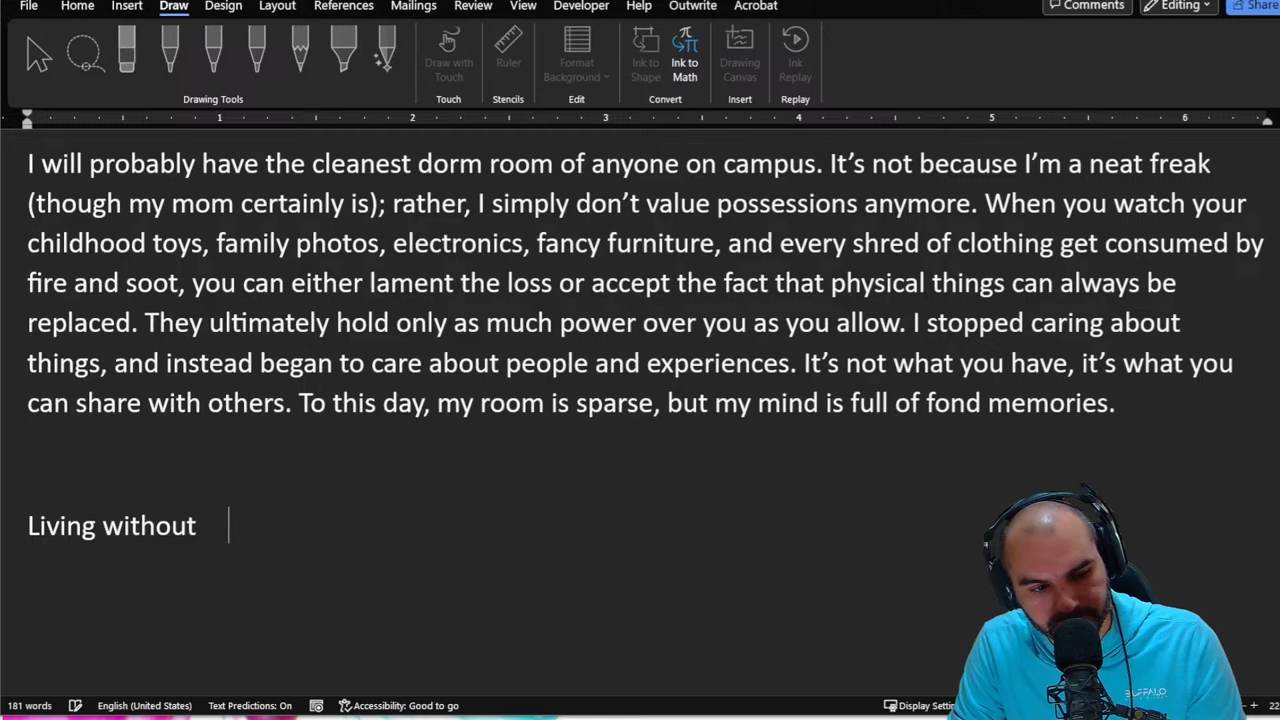 File Home Insert Draw Design Layout References Mailings Review View Developer Help Outwrite Acrobat Comments Editing Share
Draw with Touch Ruler Format Background Ink to Shape Ink to Math Drawing Canvas Ink Replay
Drawing Tools Touch Stencils Edit Convert Insert Replay
1 2 3 4 5 6
I will probably have the cleanest dorm room of anyone on campus. It’s not because I’m a neat freak
(though my mom certainly is); rather, I simply don’t value possessions anymore. When you watch your
childhood toys, family photos, electronics, fancy furniture, and every shred of clothing get consumed by
fire and soot, you can either lament the loss or accept the fact that physical things can always be
replaced. They ultimately hold only as much power over you as you allow. I stopped caring about
things, and instead began to care about people and experiences. It’s not what you have, it’s what you
can share with others. To this day, my room is sparse, but my mind is full of fond memories.
Living without
BUFFALO
181 words English (United States) Text Predictions: On Accessibility: Good to go Display Settin 22